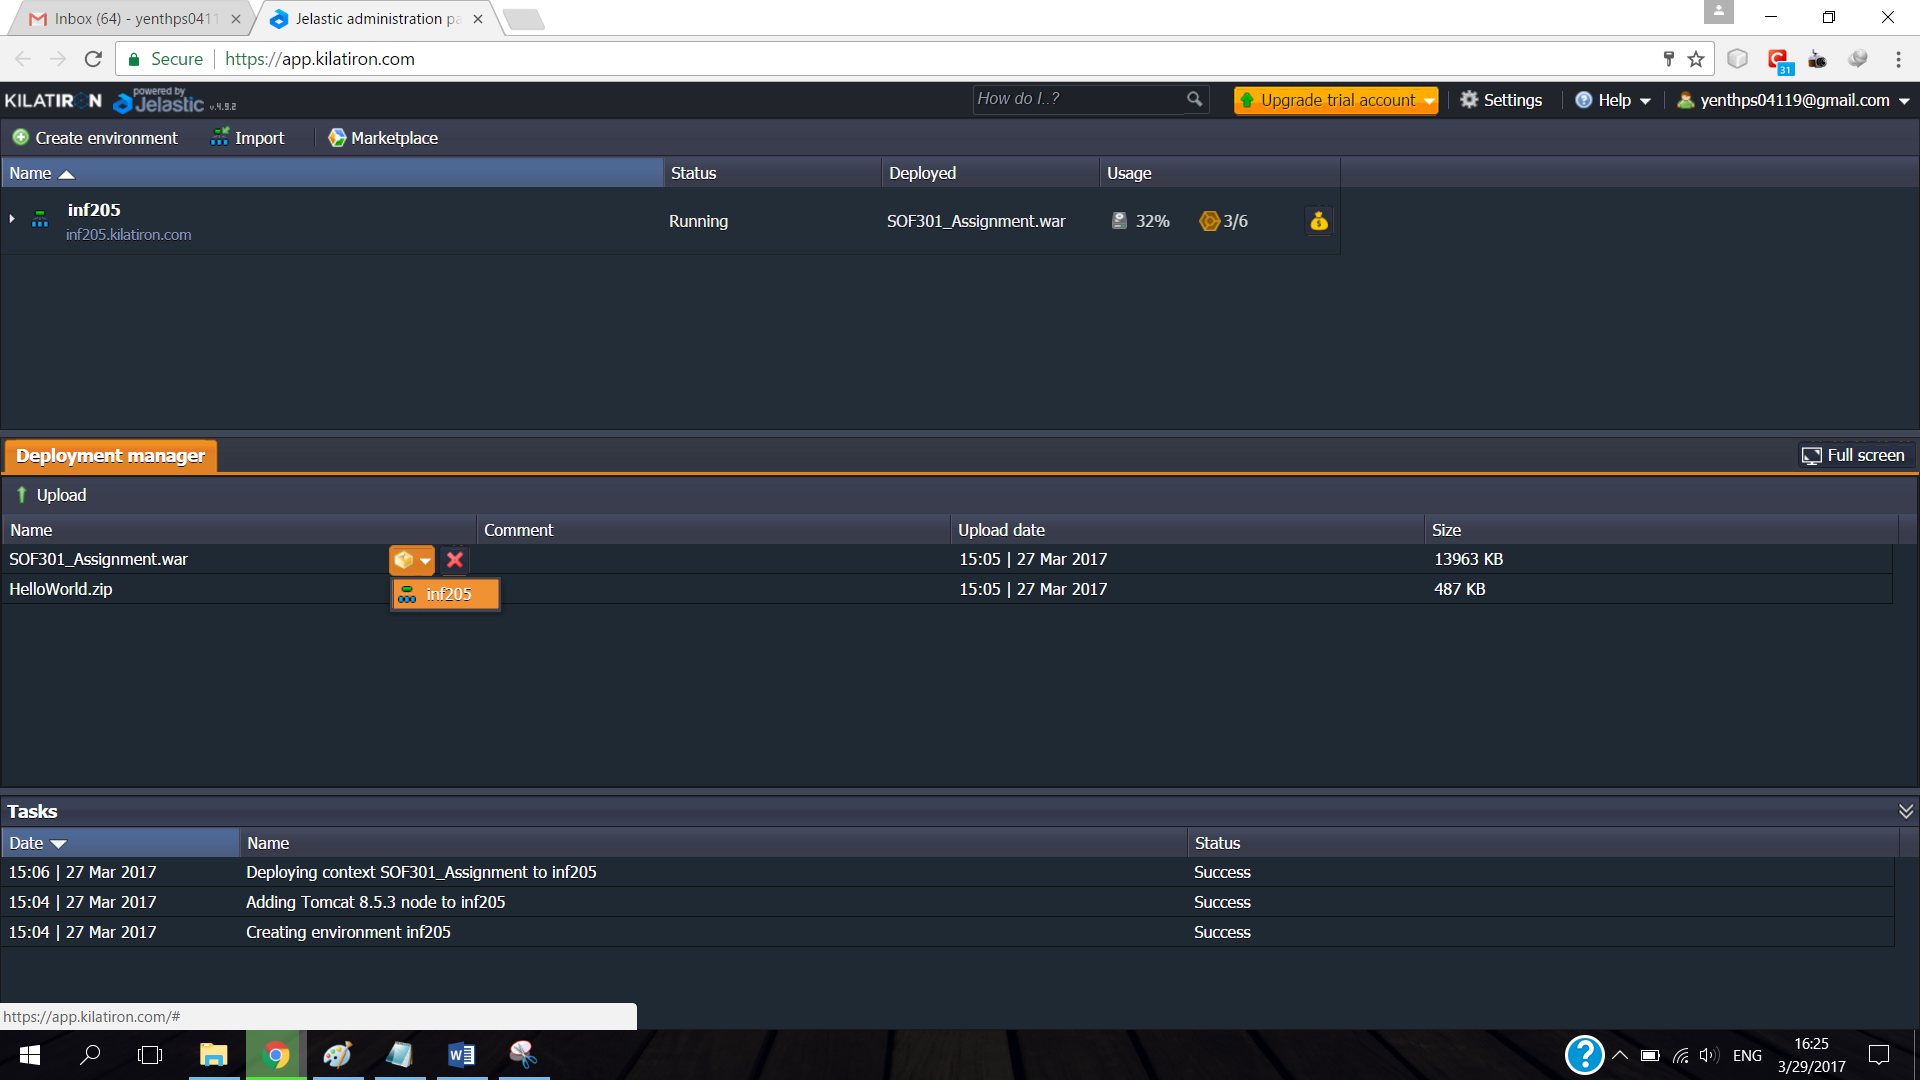 Inbox (64) - yenthps0411
Jelastic administration pa
Secure
https://app.kilatiron.com
31
KILATIRON
powered by
Jelastic v.4.9.2
How do I..?
Upgrade trial account
Settings
Help
yenthps04119@gmail.com
Create environment
Import
Marketplace
Name
Status
Deployed
Usage
inf205
inf205.kilatiron.com
Running
SOF301_Assignment.war
32%
3/6
Deployment manager
Full screen
Upload
Name
Comment
Upload date
Size
SOF301_Assignment.war
15:05 | 27 Mar 2017
13963 KB
inf205
HelloWorld.zip
15:05 | 27 Mar 2017
487 KB
Tasks
Date
Name
Status
15:06 | 27 Mar 2017
Deploying context SOF301_Assignment to inf205
Success
15:04 | 27 Mar 2017
Adding Tomcat 8.5.3 node to inf205
Success
15:04 | 27 Mar 2017
Creating environment inf205
Success
https://app.kilatiron.com/#
ENG
16:25
3/29/2017